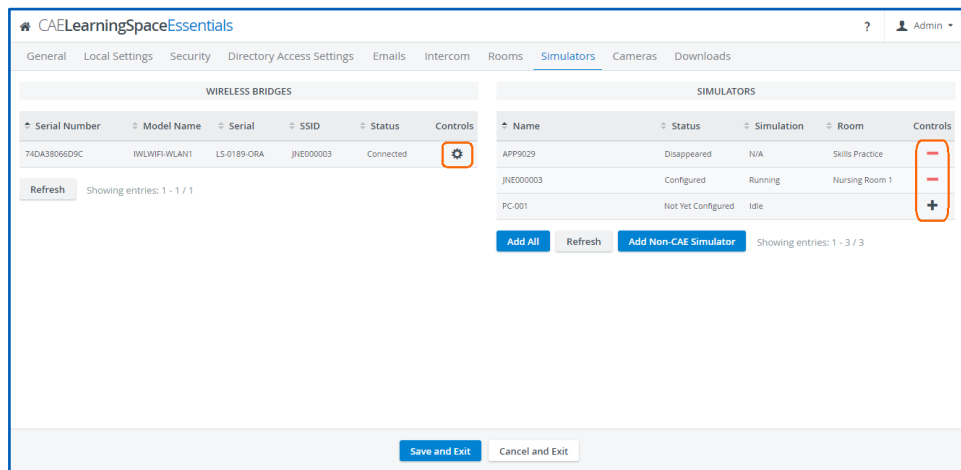 CAELearningSpaceEssentials
? Admin
General Local Settings Security Directory Access Settings Emails Intercom Rooms Simulators Cameras Downloads
WIRELESS BRIDGES
Serial Number Model Name Serial SSID Status Controls
74DA38066D9C IWLWIFI-WLAN1 LS-0189-ORA JNE000003 Connected
Refresh Showing entries: 1 - 1 / 1
SIMULATORS
Name Status Simulation Room Controls
APP9029 Disappeared N/A Skills Practice
JNE000003 Configured Running Nursing Room 1
PC-001 Not Yet Configured Idle
Add All Refresh Add Non-CAE Simulator Showing entries: 1 - 3 / 3
Save and Exit Cancel and Exit